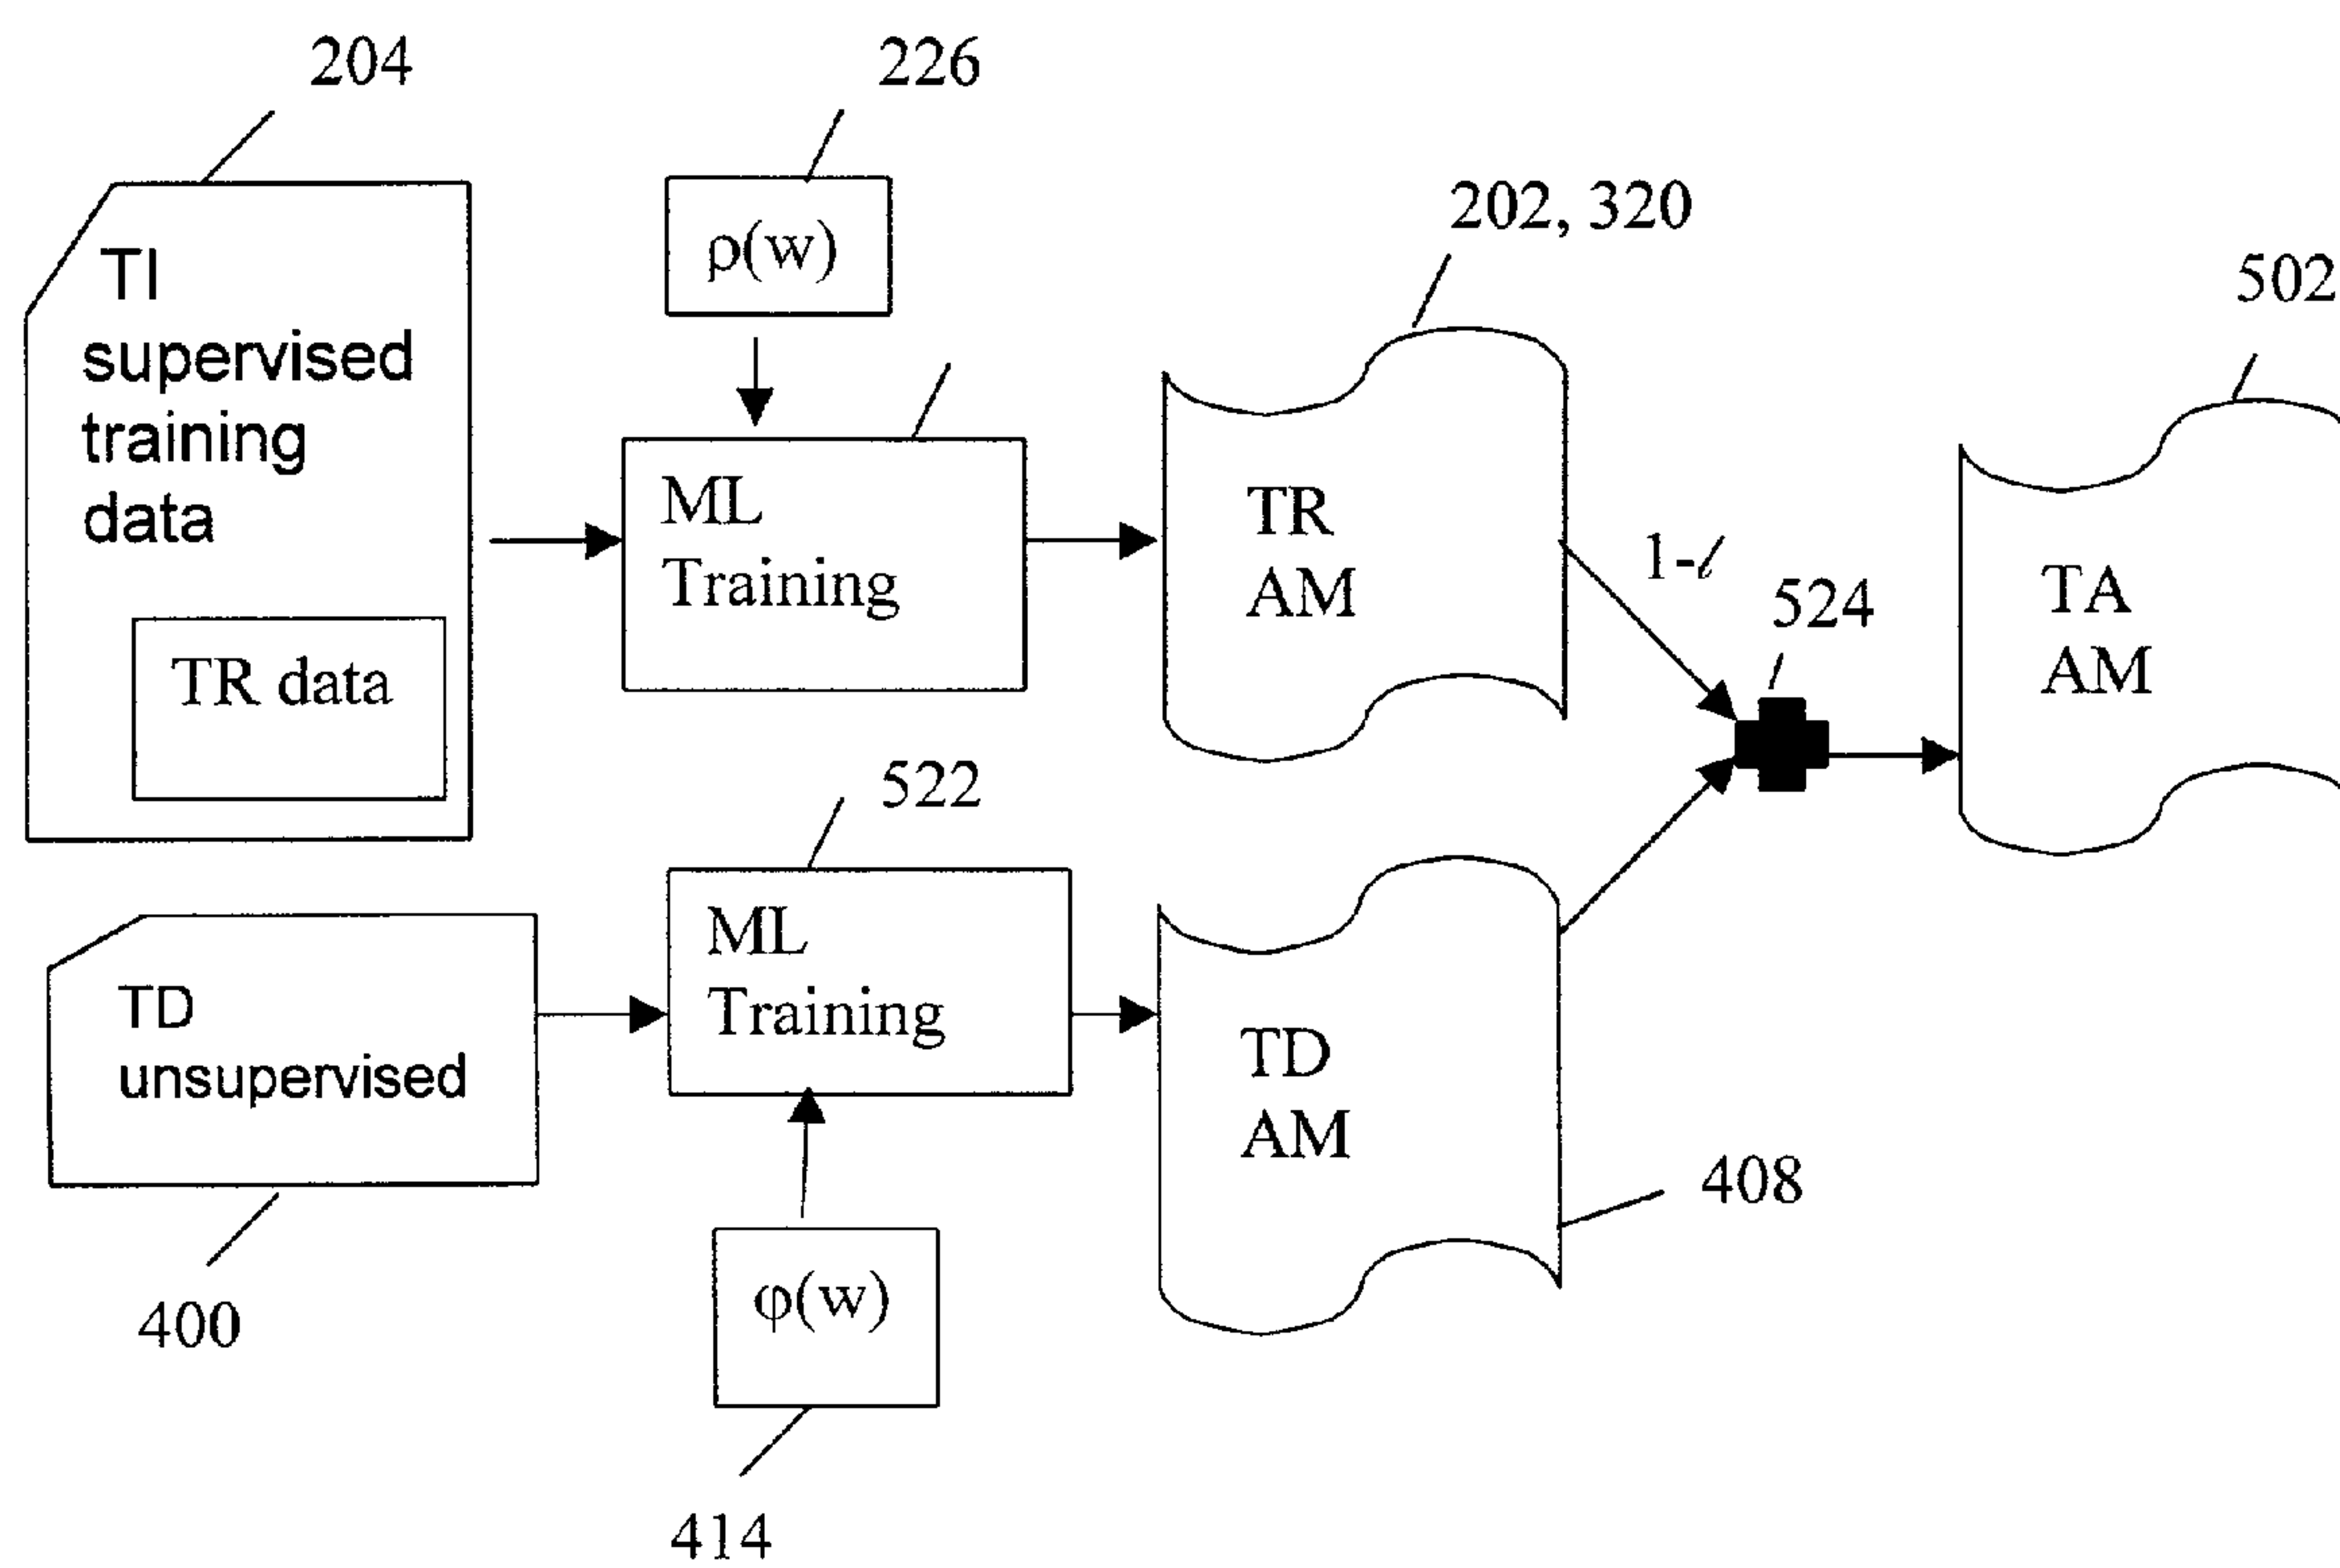 204
226
202, 320
502
TI
supervised
training
data
TR data
ρ(w)
ML
Training
TR
AM
524
TA
AM
522
TD
unsupervised
ML
Training
TD
AM
400
φ(w)
408
414